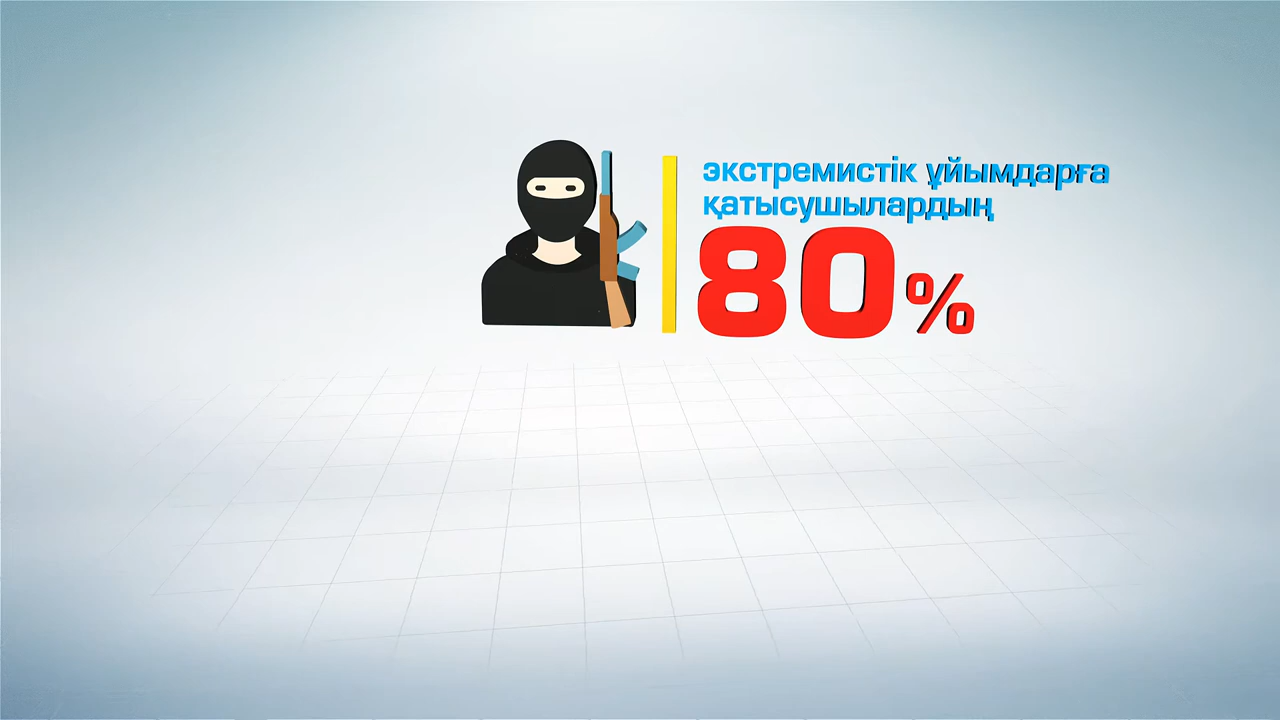 экстремистік ұйымдарға
қатысушылардың
80%